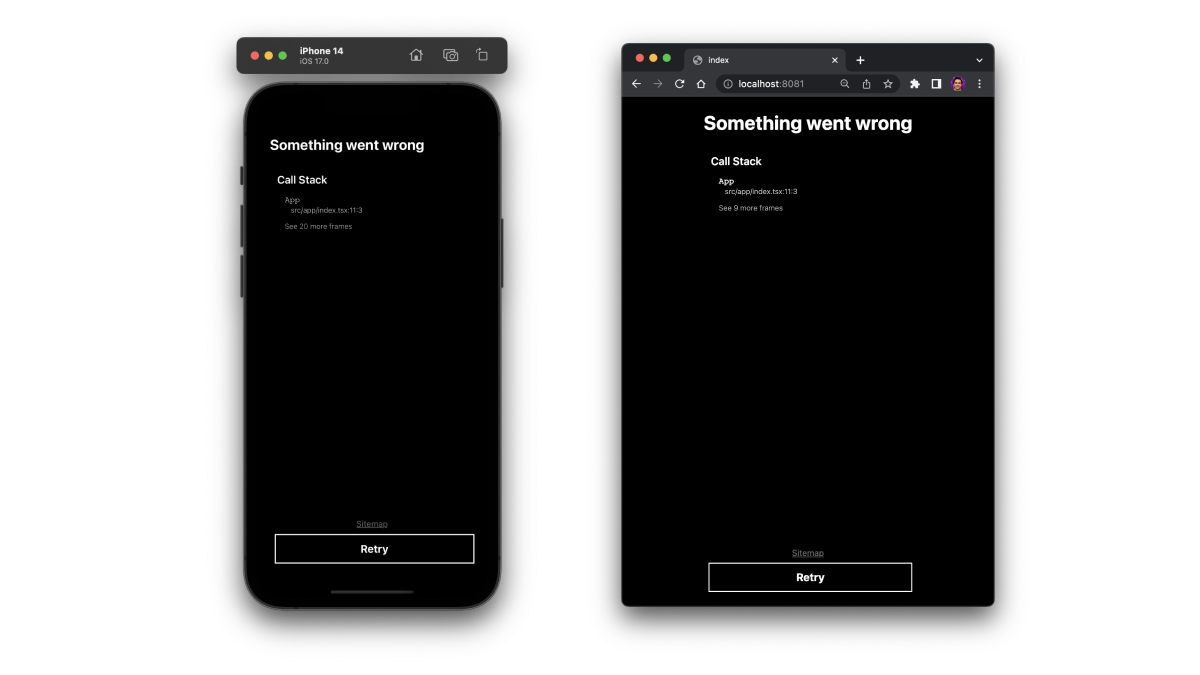 iPhone 14
iOS 17.0
Something went wrong
Call Stack
App
src/app/index.tsx:11:3
See 20 more frames
Sitemap
Retry
index
localhost:8081
Something went wrong
Call Stack
App
src/app/index.tsx:11:3
See 9 more frames
Sitemap
Retry